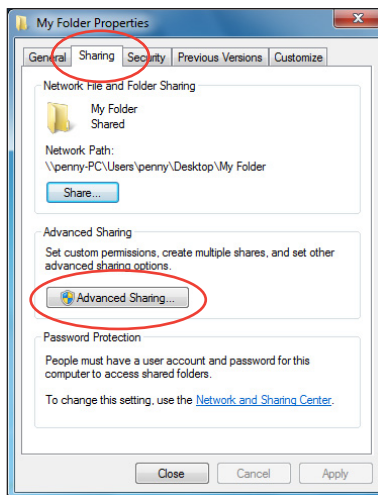 My Folder Properties
General Sharing Security Previous Versions Customize
Network File and Folder Sharing
My Folder
Shared
Network Path:
\\penny-PC\Users\penny\Desktop\My Folder
Share...
Advanced Sharing
Set custom permissions, create multiple shares, and set other
advanced sharing options.
Advanced Sharing...
Password Protection
People must have a user account and password for this
computer to access shared folders.
To change this setting, use the Network and Sharing Center.
Close Cancel Apply